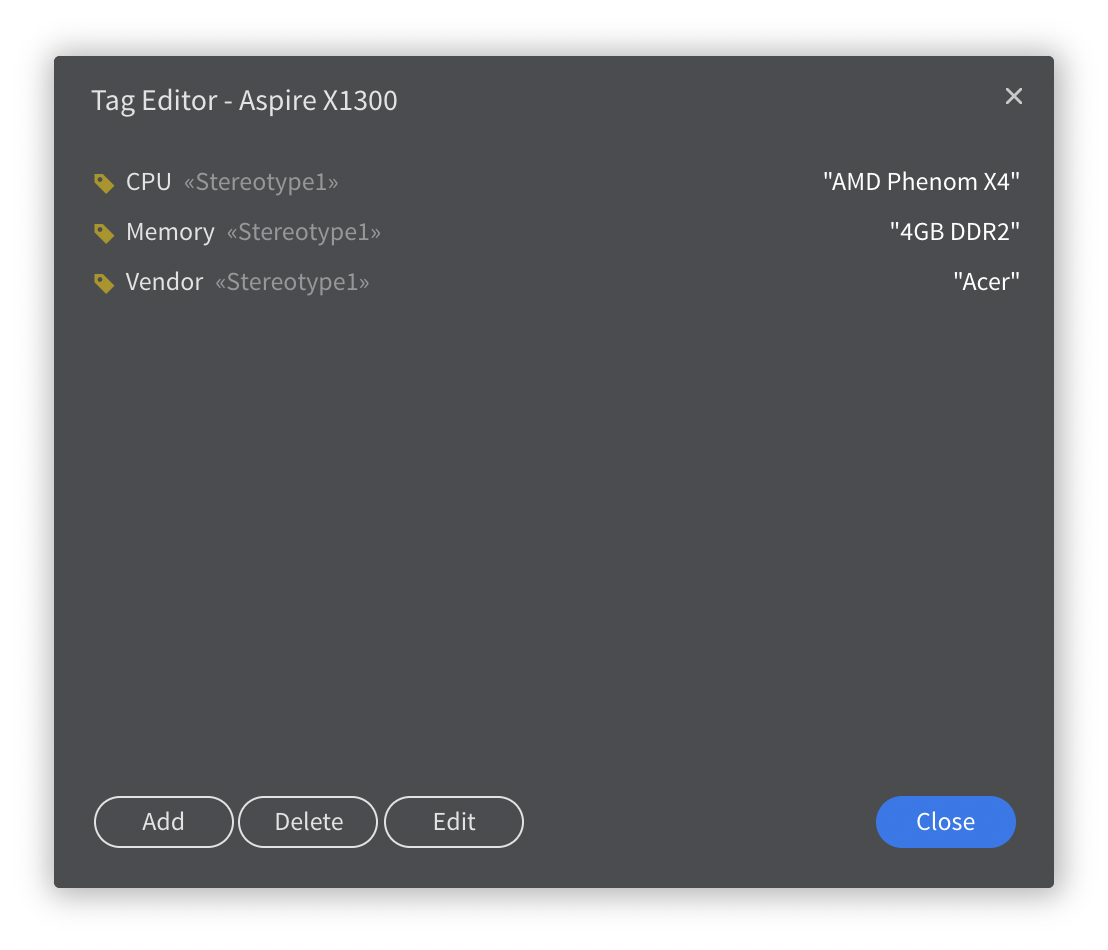 Tag Editor - Aspire X1300
CPU «Stereotype1» "AMD Phenom X4"
Memory «Stereotype1» "4GB DDR2"
Vendor «Stereotype1» "Acer"
Add Delete Edit Close